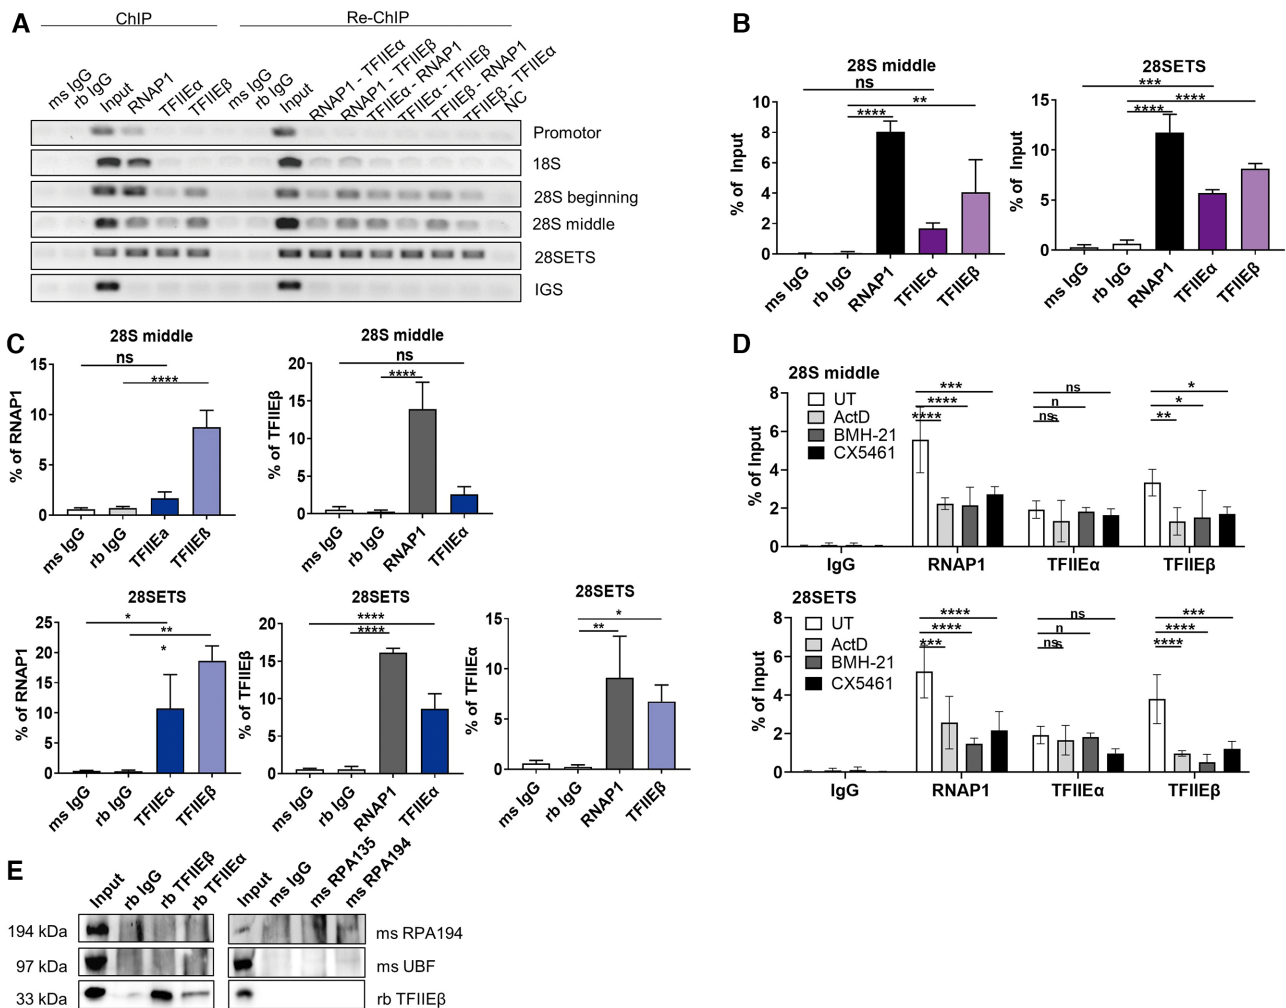 A
ChIP
Re-ChIP
ms IgG
rb IgG
Input
RNAP1
TFIIEα
TFIIEβ
ms IgG
rb IgG
Input
RNAP1 - TFIIEα
RNAP1 - TFIIEβ
TFIIEα - RNAP1
TFIIEα - TFIIEβ
TFIIEβ - RNAP1
TFIIEβ - TFIIEα
NC
Promotor
18S
28S beginning
28S middle
28SETS
IGS
B
28S middle
ns
**
****
% of Input
10
8
6
4
2
0
ms IgG
rb IgG
RNAP1
TFIIEα
TFIIEβ
28SETS
***
****
****
% of Input
15
10
5
0
ms IgG
rb IgG
RNAP1
TFIIEα
TFIIEβ
C
28S middle
ns
****
% of RNAP1
15
10
5
0
ms IgG
rb IgG
TFIIEa
TFIIEß
28S middle
ns
****
% of TFIIEβ
20
15
10
5
0
ms IgG
rb IgG
RNAP1
TFIIEα
28SETS
*
**
*
% of RNAP1
25
20
15
10
5
0
ms IgG
rb IgG
TFIIEα
TFIIEβ
28SETS
****
****
% of TFIIEβ
20
15
10
5
0
ms IgG
rb IgG
RNAP1
TFIIEα
28SETS
*
**
% of TFIIEα
15
10
5
0
ms IgG
rb IgG
RNAP1
TFIIEβ
D
28S middle
UT
ActD
BMH-21
CX5461
% of Input
8
6
4
2
0
***
****
****
ns
n
ns
s
*
*
**
IgG
RNAP1
TFIIEα
TFIIEβ
28SETS
UT
ActD
BMH-21
CX5461
% of Input
8
6
4
2
0
****
****
***
ns
n
ns
s
***
****
****
IgG
RNAP1
TFIIEα
TFIIEβ
E
Input
rb IgG
rb TFIIEβ
rb TFIIEα
Input
ms IgG
ms RPA135
ms RPA194
194 kDa
ms RPA194
97 kDa
ms UBF
33 kDa
rb TFIIEβ